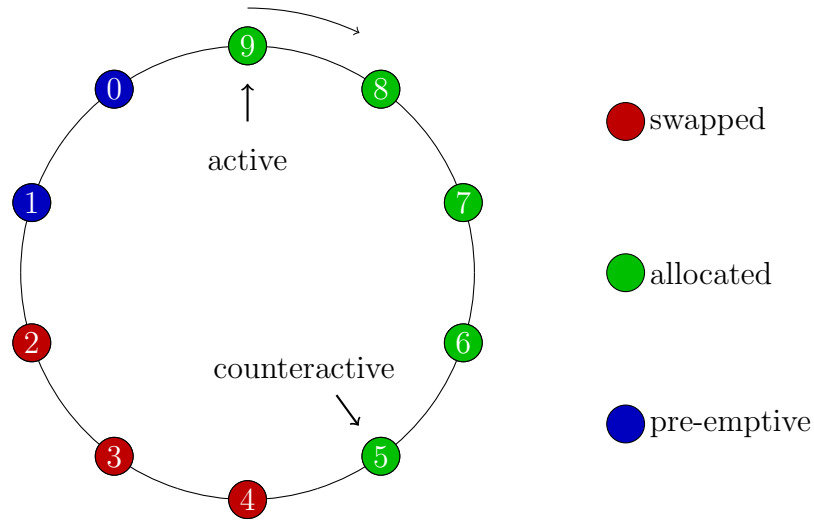 9
0
8
swapped
active
1
7
allocated
2
6
counteractive
pre-emptive
3
5
4